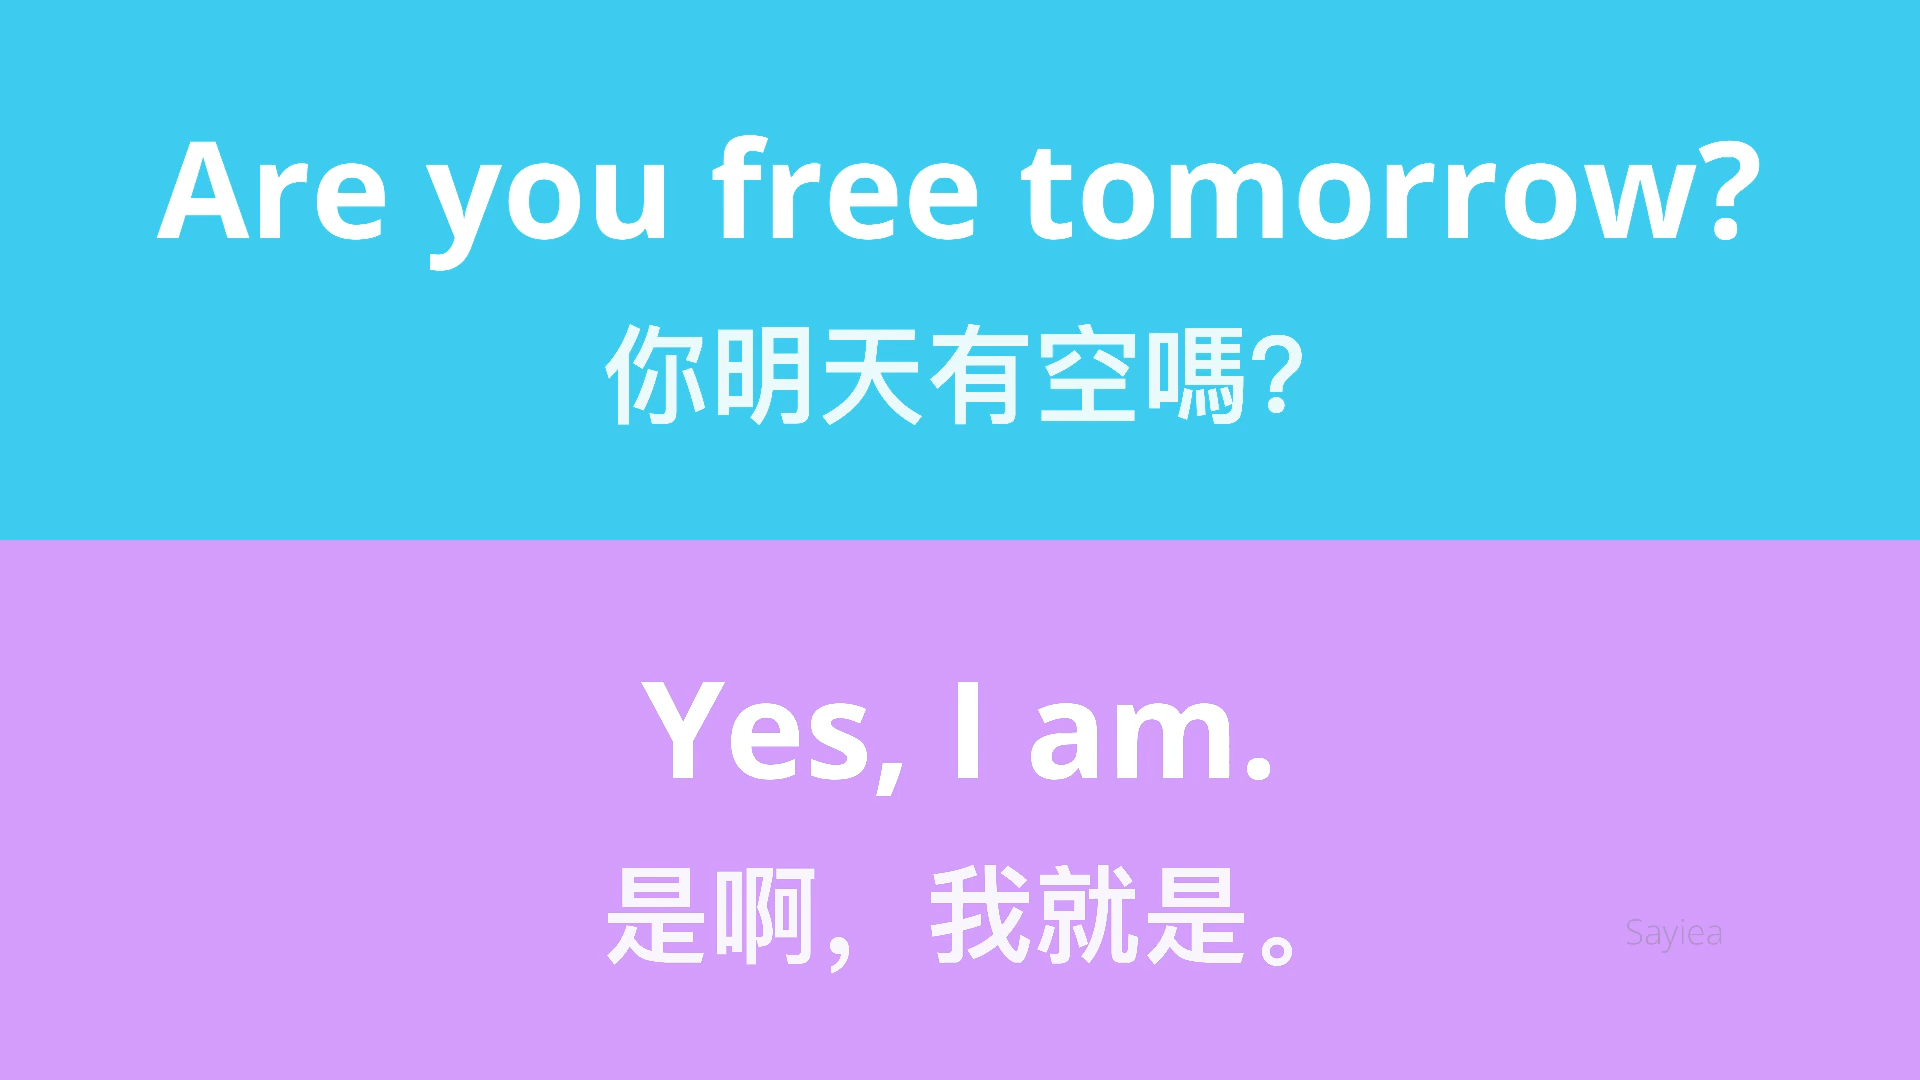 Are you free tomorrow?
你明天有空嗎?
Yes, I am.
是啊，我就是。
Sayiea